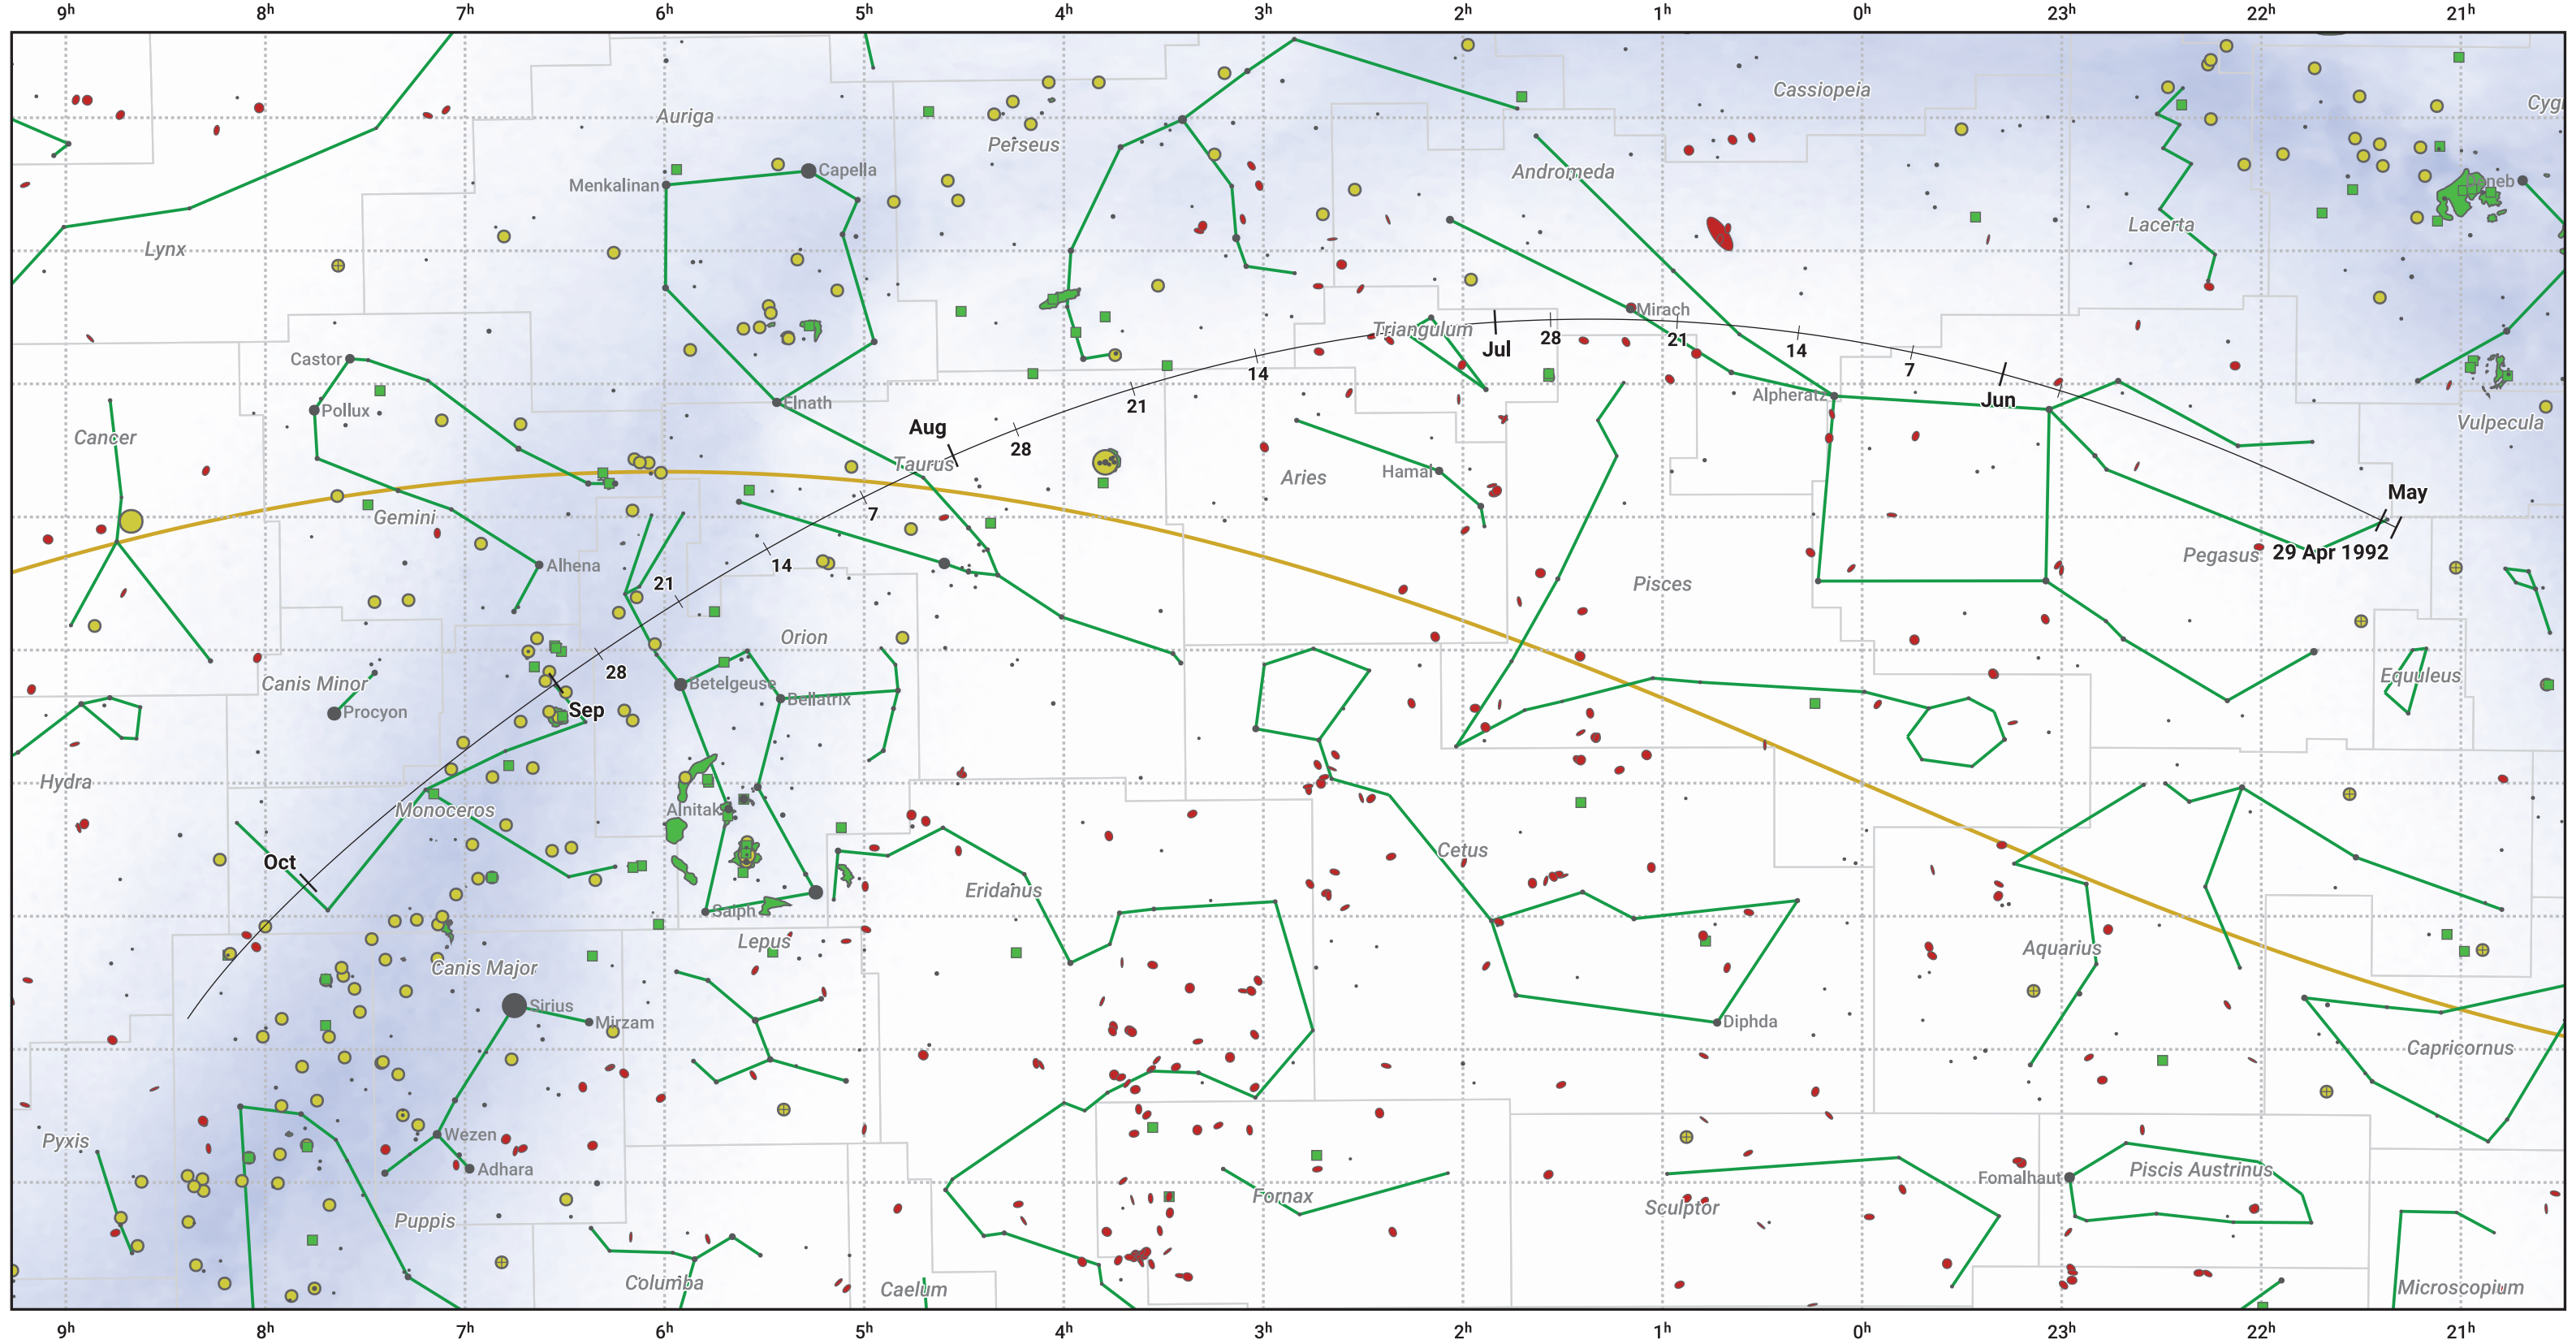 9h 8h 7h 6h 5h 4h 3h 2h 1h 0h 23h 22h 21h
Cassiopeia
Auriga
Perseus
Andromeda
Capella
Menkalinan
Lacerta
Lynx
Mirach
Triangulum
Jul
28
21
14
7
Jun
Castor
Pollux
Elnath
14
21
28
Aug
Alpheratz
Vulpecula
Cancer
Taurus
Aries
Hamal
May
29 Apr 1992
Pegasus
Gemini
7
14
Alhena
21
Pisces
Orion
28
Canis Minor
Betelgeuse
Bellatrix
Equuleus
Procyon
Sep
Hydra
Monoceros
Alnitak
Oct
Cetus
Eridanus
Saiph
Lepus
Aquarius
Canis Major
Sirius
Mirzam
Diphda
Capricornus
Pyxis
Wezen
Adhara
Fomalhaut
Piscis Austrinus
Puppis
Fornax
Sculptor
Columba
Caelum
Microscopium
9h 8h 7h 6h 5h 4h 3h 2h 1h 0h 23h 22h 21h